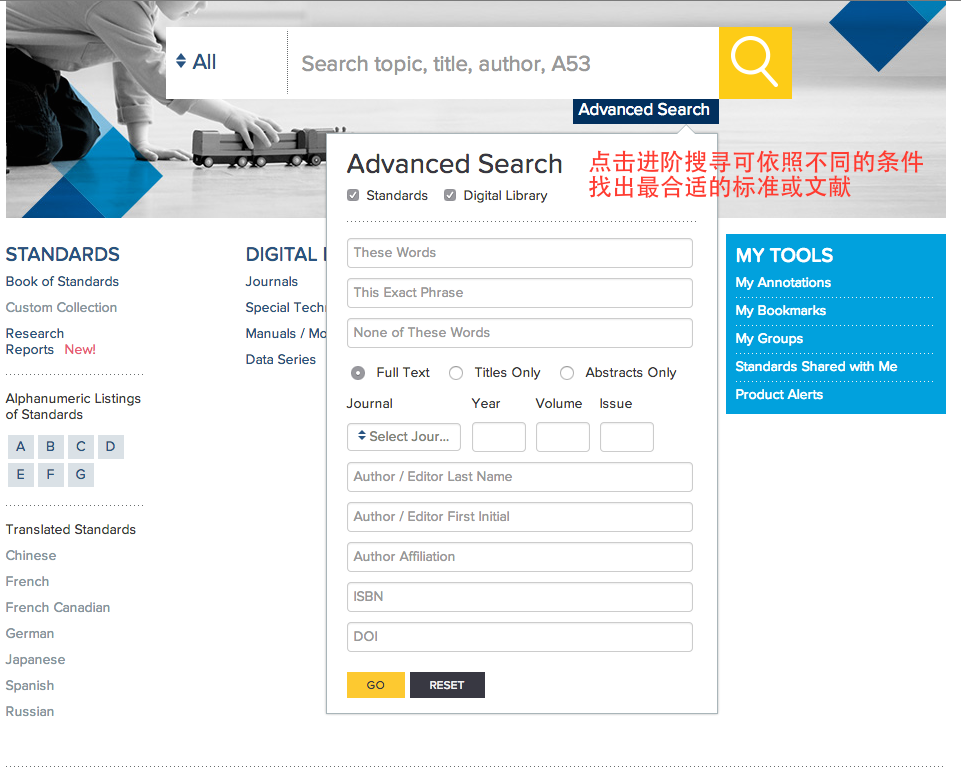 All
Search topic, title, author, A53
Advanced Search
Advanced Search
点击进阶搜寻可依照不同的条件
找出最合适的标准或文献
Standards
Digital Library
These Words
This Exact Phrase
None of These Words
Full Text
Titles Only
Abstracts Only
Journal Year Volume Issue
Select Jour...
Author / Editor Last Name
Author / Editor First Initial
Author Affiliation
ISBN
DOI
GO RESET
STANDARDS
Book of Standards
Custom Collection
Research
Reports New!
Alphanumeric Listings
of Standards
A B C D
E F G
Translated Standards
Chinese
French
French Canadian
German
Japanese
Spanish
Russian
DIGITAL
Journals
Special
Manuals /
Data Series
MY TOOLS
My Annotations
My Bookmarks
My Groups
Standards Shared with Me
Product Alerts